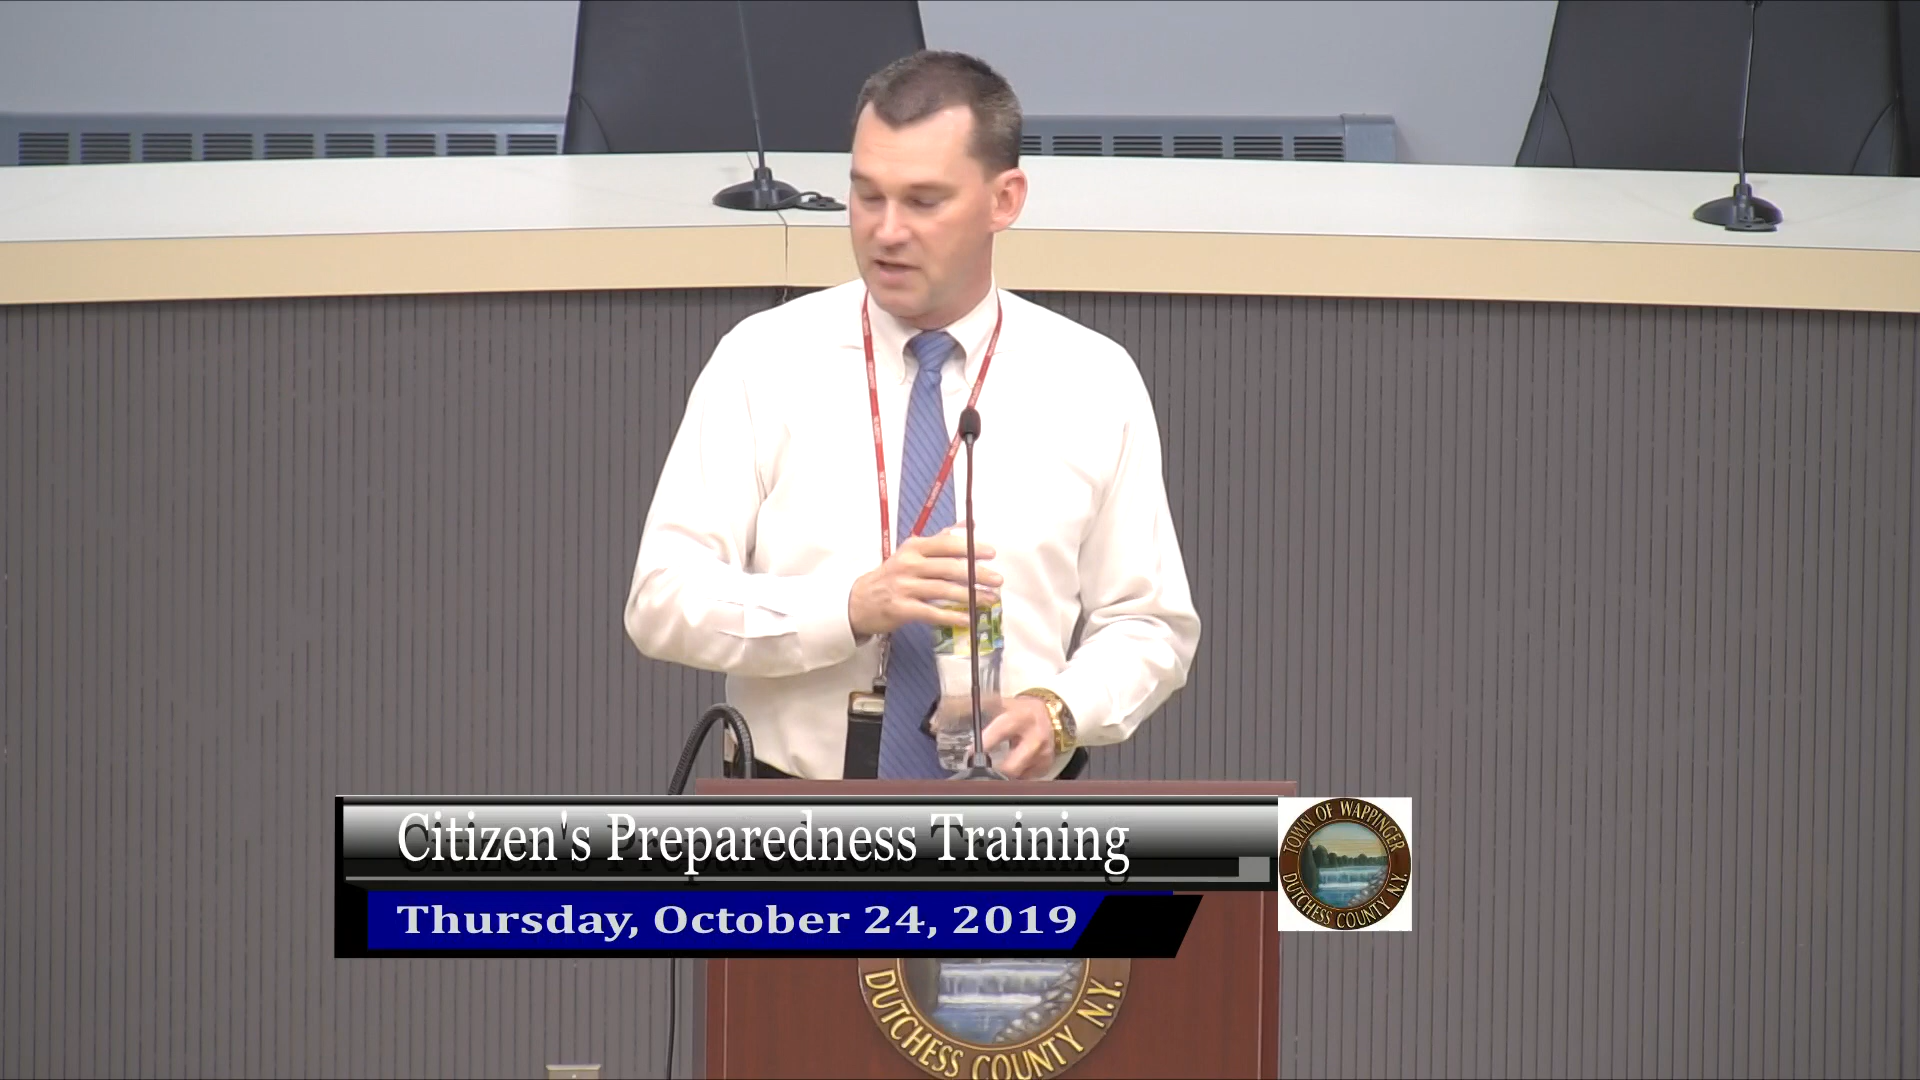 Citizen's Preparedness Training
Thursday, October 24, 2019
TOWN OF WAPPINGER
DUTCHESS COUNTY N.Y.
DUTCHESS COUNTY N.Y.